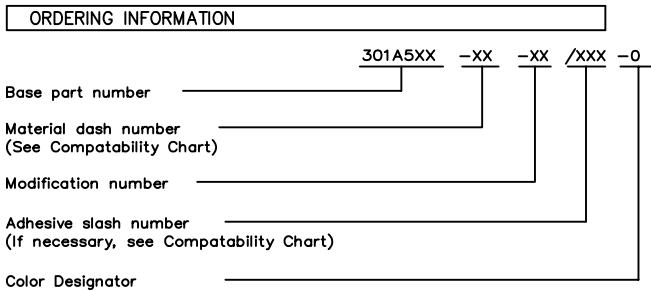 ORDERING INFORMATION
301A5XX -XX -XX /XXX -0
Base part number
Material dash number
(See Compatability Chart)
Modification number
Adhesive slash number
(If necessary, see Compatability Chart)
Color Designator